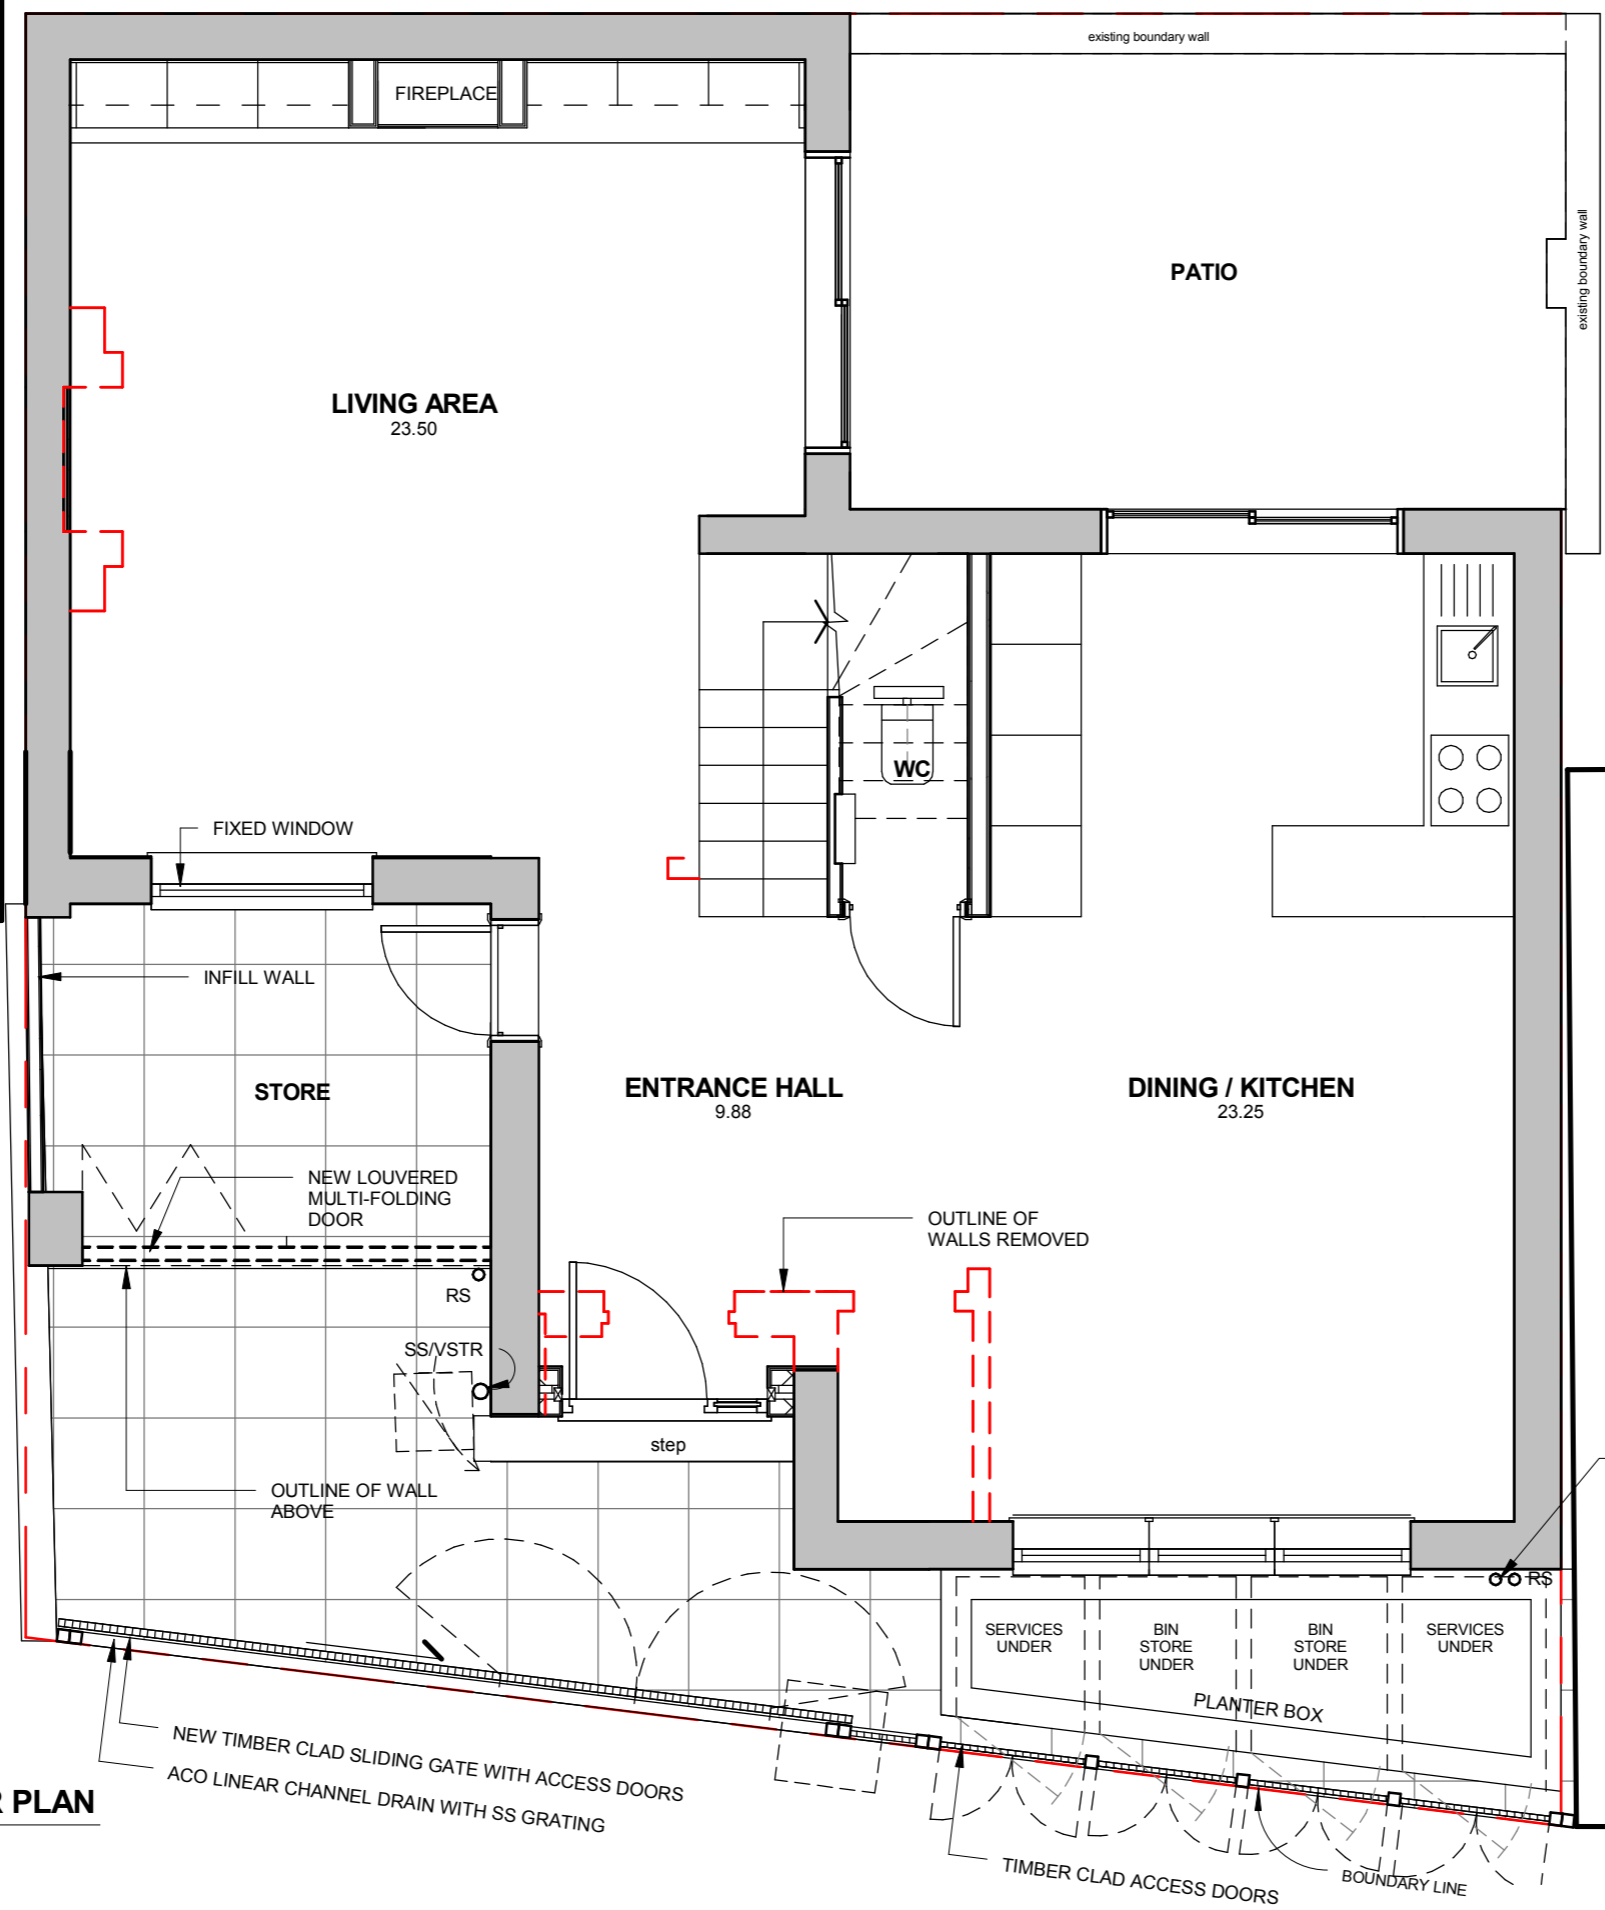 existing boundary wall
FIREPLACE
PATIO
existing boundary wall
LIVING AREA
23.50
WC
FIXED WINDOW
INFILL WALL
STORE
ENTRANCE HALL
9.88
DINING / KITCHEN
23.25
NEW LOUVERED
MULTI-FOLDING
DOOR
OUTLINE OF
WALLS REMOVED
RS
SS/VSTR
step
OUTLINE OF WALL
ABOVE
RS
SERVICES
UNDER
BIN
STORE
UNDER
BIN
STORE
UNDER
SERVICES
UNDER
PLANTER BOX
NEW TIMBER CLAD SLIDING GATE WITH ACCESS DOORS
ACO LINEAR CHANNEL DRAIN WITH SS GRATING
R PLAN
TIMBER CLAD ACCESS DOORS
BOUNDARY LINE